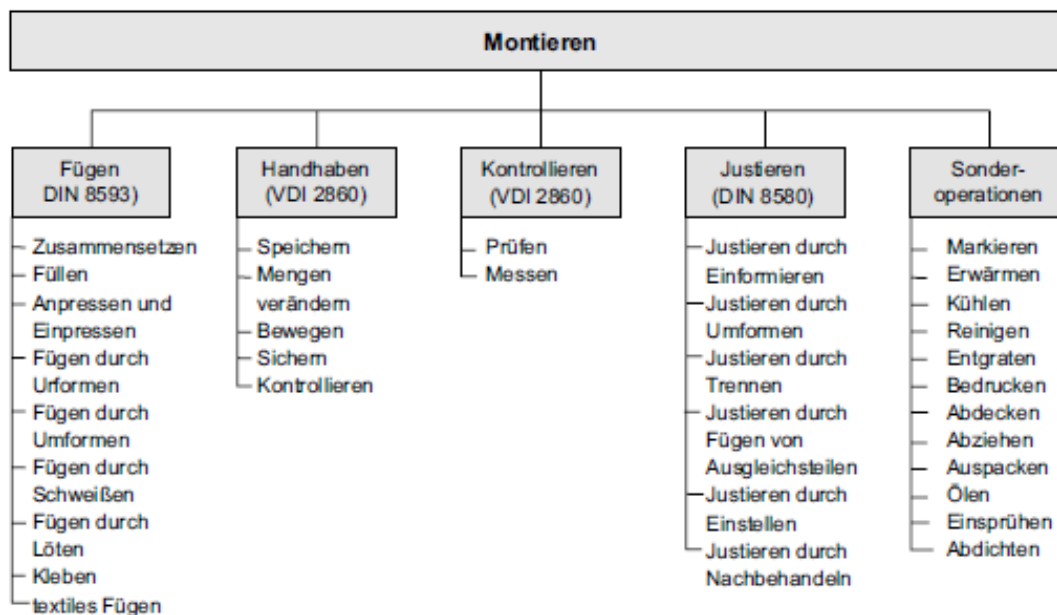 Montieren
Fügen
DIN 8593)
Zusammensetzen
Füllen
Anpressen und
Einpressen
Fügen durch
Urformen
Fügen durch
Umformen
Fügen durch
Schweißen
Fügen durch
Löten
Kleben
textiles Fügen
Handhaben
(VDI 2860)
Speichern
Mengen
verändern
Bewegen
Sichern
Kontrollieren
Kontrollieren
(VDI 2860)
Prüfen
Messen
Justieren
(DIN 8580)
Justieren durch
Einformieren
Justieren durch
Umformen
Justieren durch
Trennen
Justieren durch
Fügen von
Ausgleichsteilen
Justieren durch
Einstellen
Justieren durch
Nachbehandeln
Sonder-
operationen
Markieren
Erwärmen
Kühlen
Reinigen
Entgraten
Bedrucken
Abdecken
Abziehen
Auspacken
Ölen
Einsprühen
Abdichten